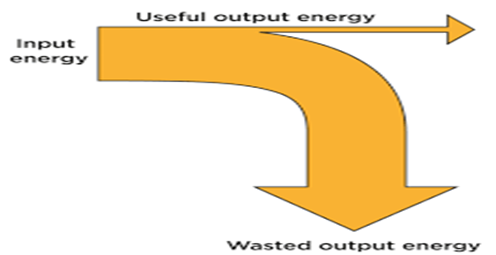 Useful output energy
Input
energy
Wasted output energy